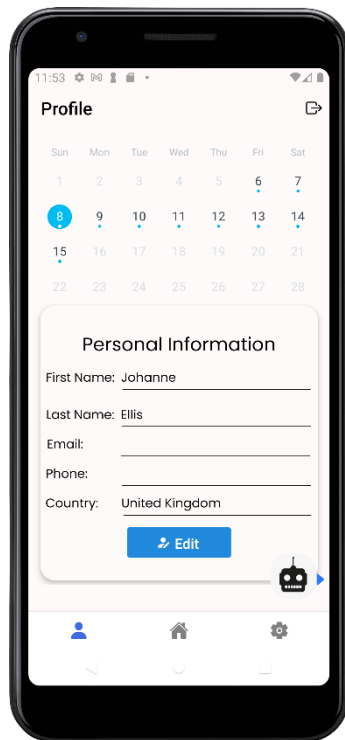 11:53
Profile
Sun Mon Tue Wed Thu Fri Sat
1 2 3 4 5 6 7
8 9 10 11 12 13 14
15 16 17 18 19 20 21
22 23 24 25 26 27 28
Personal Information
First Name: Johanne
Last Name: Ellis
Email:
Phone:
Country: United Kingdom
Edit